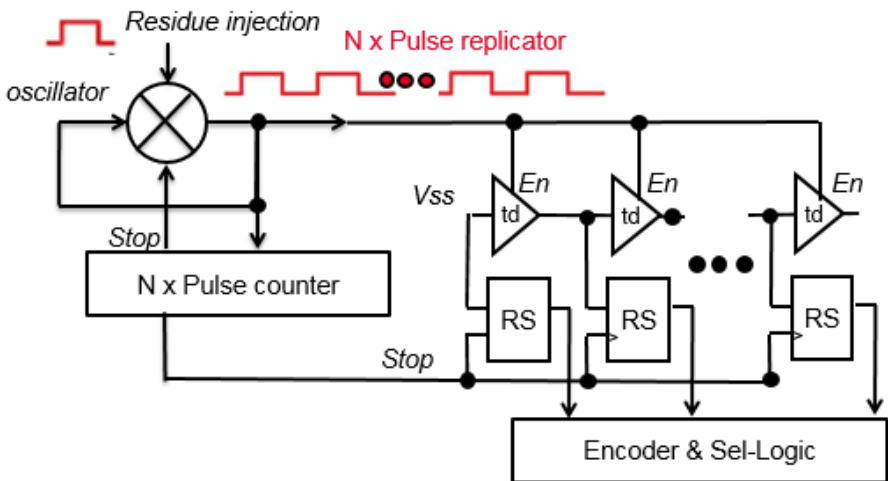 Residue injection
N x Pulse replicator
oscillator
Vss
En
En
En
td
td
td
Stop
N x Pulse counter
RS
RS
RS
Stop
Encoder & Sel-Logic